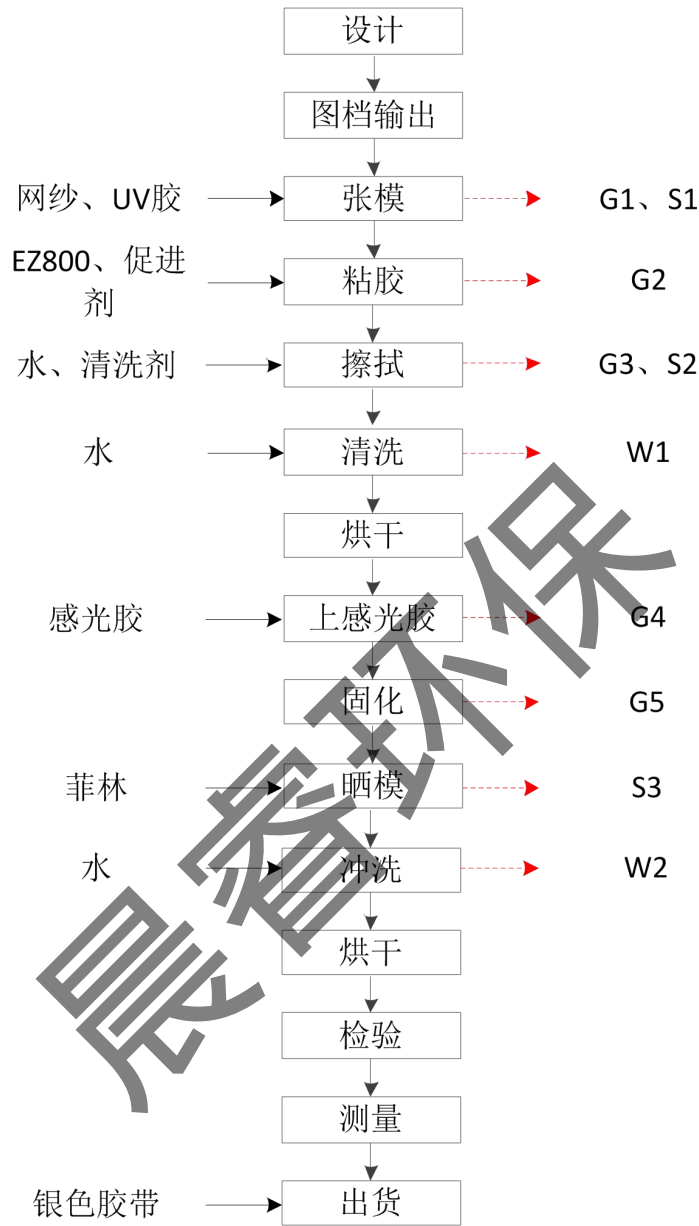 设计
图档输出
网纱、UV胶 张模 G1、S1
EZ800、促进
剂 粘胶 G2
水、清洗剂 擦拭 G3、S2
水 清洗 W1
烘干
感光胶 上感光胶 G4
固化 G5
菲林 晒模 S3
水 冲洗 W2
烘干
检验
测量
银色胶带 出货
晨睿环保